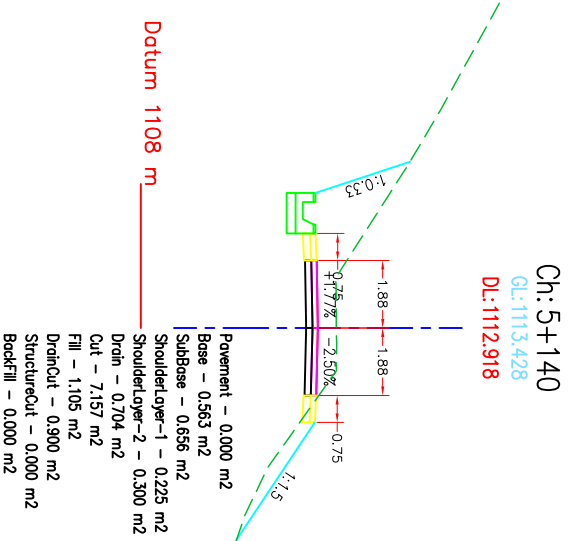 Ch: 5+140
GL:1113.428
DL:1112.918
1.88
1.88
0.75
0.75
+1.77%
-2.50%
1:0.33
1:1.5
Datum 1108 m
Pavement - 0.000 m2
Base - 0.563 m2
SubBase - 0.656 m2
ShoulderLayer-1 - 0.225 m2
ShoulderLayer-2 - 0.300 m2
Drain - 0.704 m2
Cut - 7.157 m2
Fill - 1.105 m2
DrainCut - 0.900 m2
StructureCut - 0.000 m2
BackFill - 0.000 m2